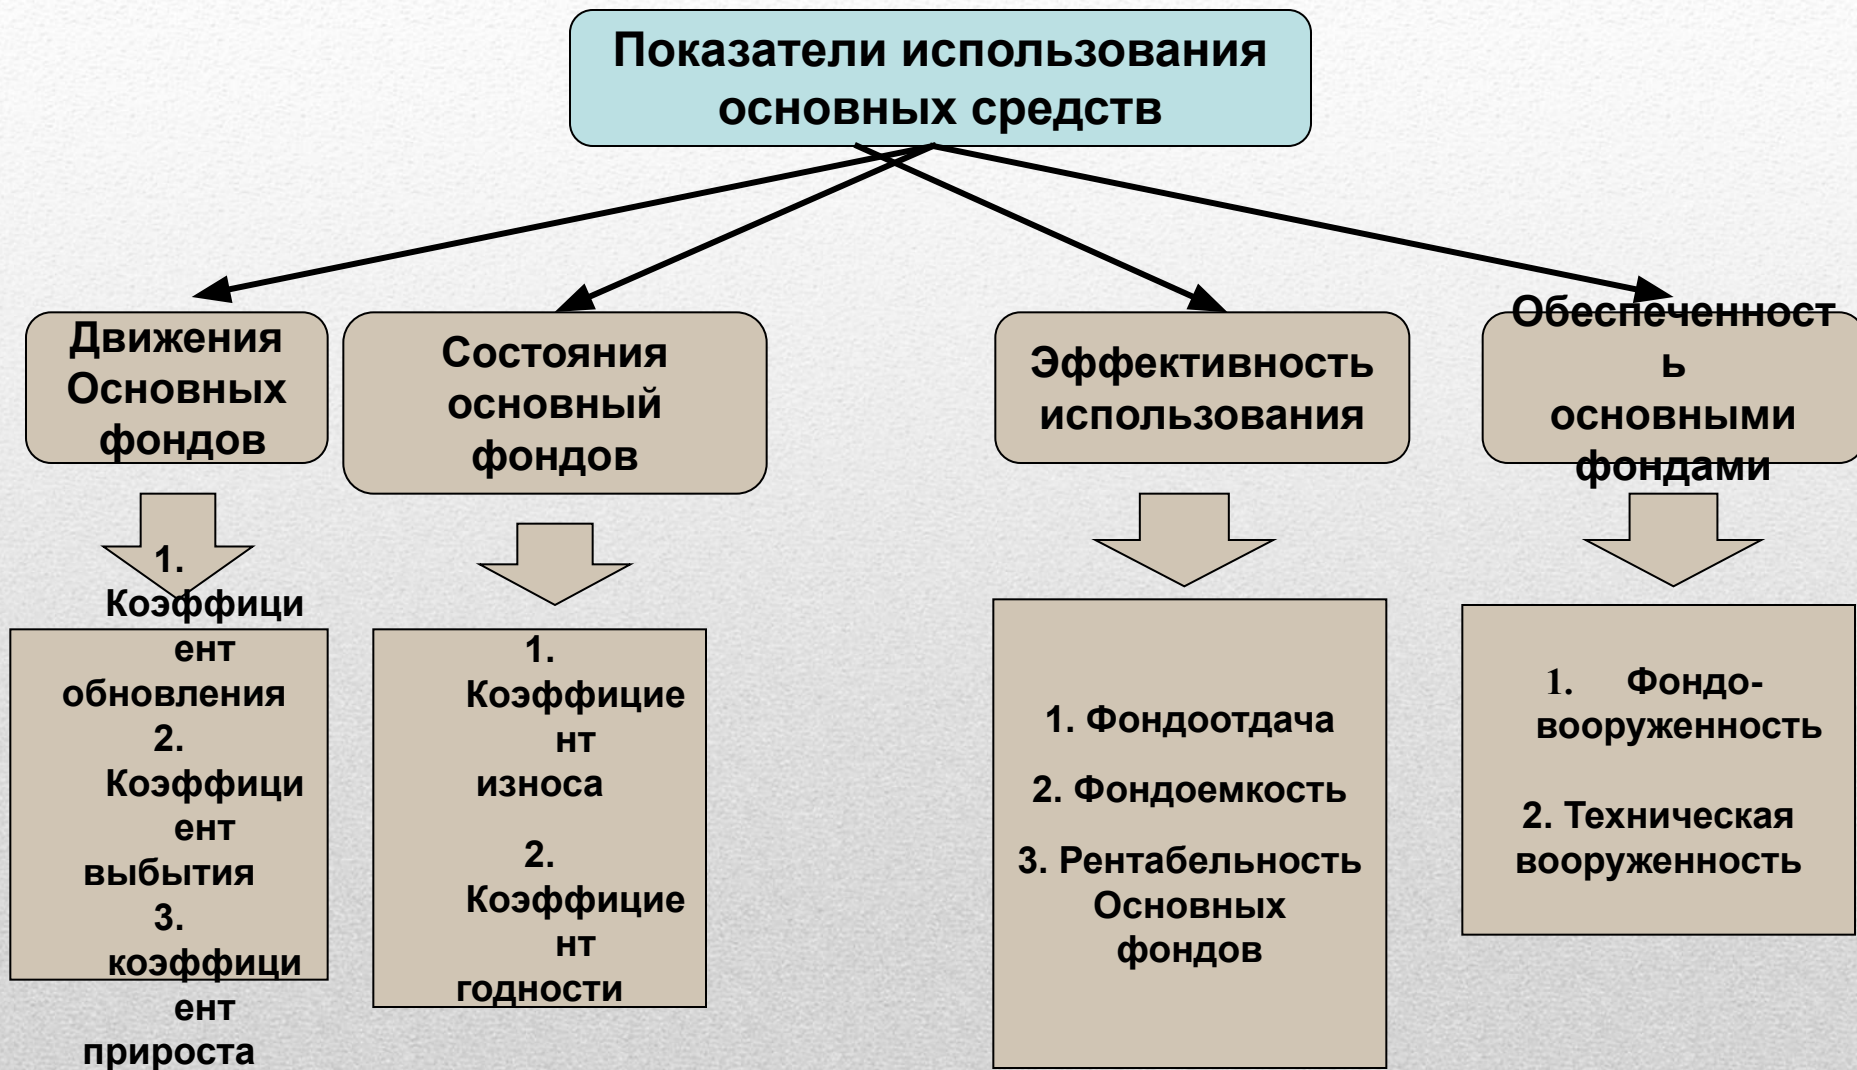 Показатели использования
основных средств
Движения
Основных
фондов
Состояния
основный
фондов
Эффективность
использования
Обеспеченност
ь
основными
фондами
1.
Коэффици
ент
обновления
2.
Коэффици
ент
выбытия
3.
коэффици
ент
прироста
1.
Коэффицие
нт
износа
2.
Коэффицие
нт
годности
1. Фондоотдача
2. Фондоемкость
3. Рентабельность
Основных
фондов
1. Фондо-
вооруженность
2. Техническая
вооруженность